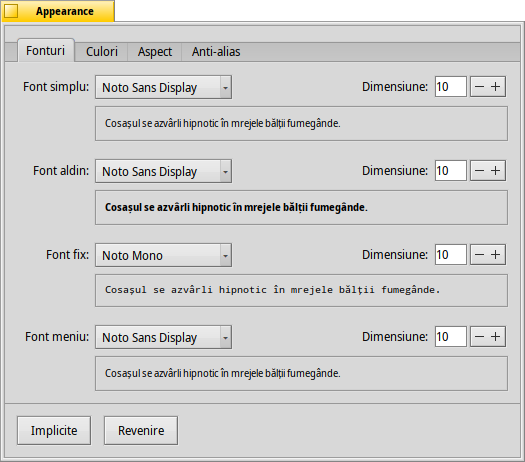 Appearance
Fonturi Culori Aspect Anti-alias
Font simplu: Noto Sans Display Dimensiune: 10
Cosașul se azvârli hipnotic în mrejele bălții fumegânde.
Font aldin: Noto Sans Display Dimensiune: 10
Cosașul se azvârli hipnotic în mrejele bălții fumegânde.
Font fix: Noto Mono Dimensiune: 10
Cosașul se azvârli hipnotic în mrejele bălții fumegânde.
Font meniu: Noto Sans Display Dimensiune: 10
Cosașul se azvârli hipnotic în mrejele bălții fumegânde.
Implicite Revenire